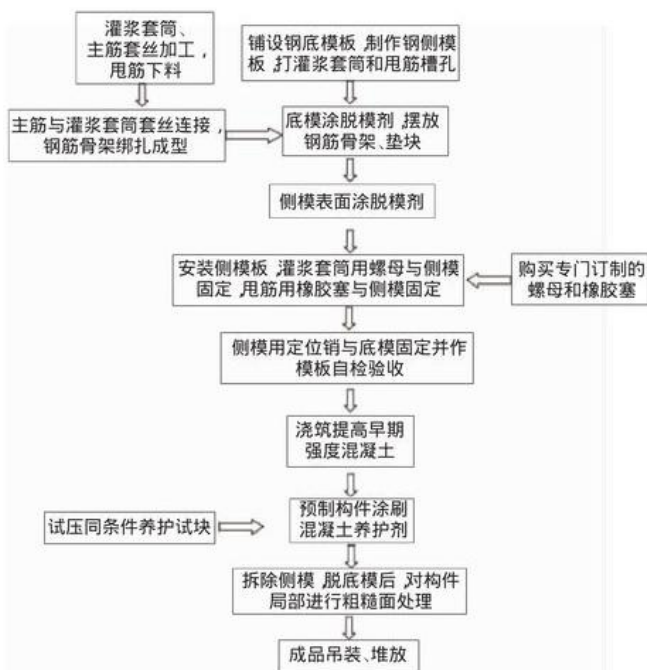 灌浆套筒、
主筋套丝加工，
甩筋下料
铺设钢底模板，制作钢侧模
板，打灌浆套筒和甩筋槽孔
主筋与灌浆套筒套丝连接，
钢筋骨架绑扎成型
底模涂脱模剂，摆放
钢筋骨架、垫块
侧模表面涂脱模剂
安装侧模板，灌浆套筒用螺母与侧模
固定，甩筋用橡胶塞与侧模固定
购买专门订制的
螺母和橡胶塞
侧模用定位销与底模固定并作
模板自检验收
浇筑提高早期
强度混凝土
试压同条件养护试块
预制构件涂刷
混凝土养护剂
拆除侧模，脱底模后，对构件
局部进行粗糙面处理
成品吊装、堆放